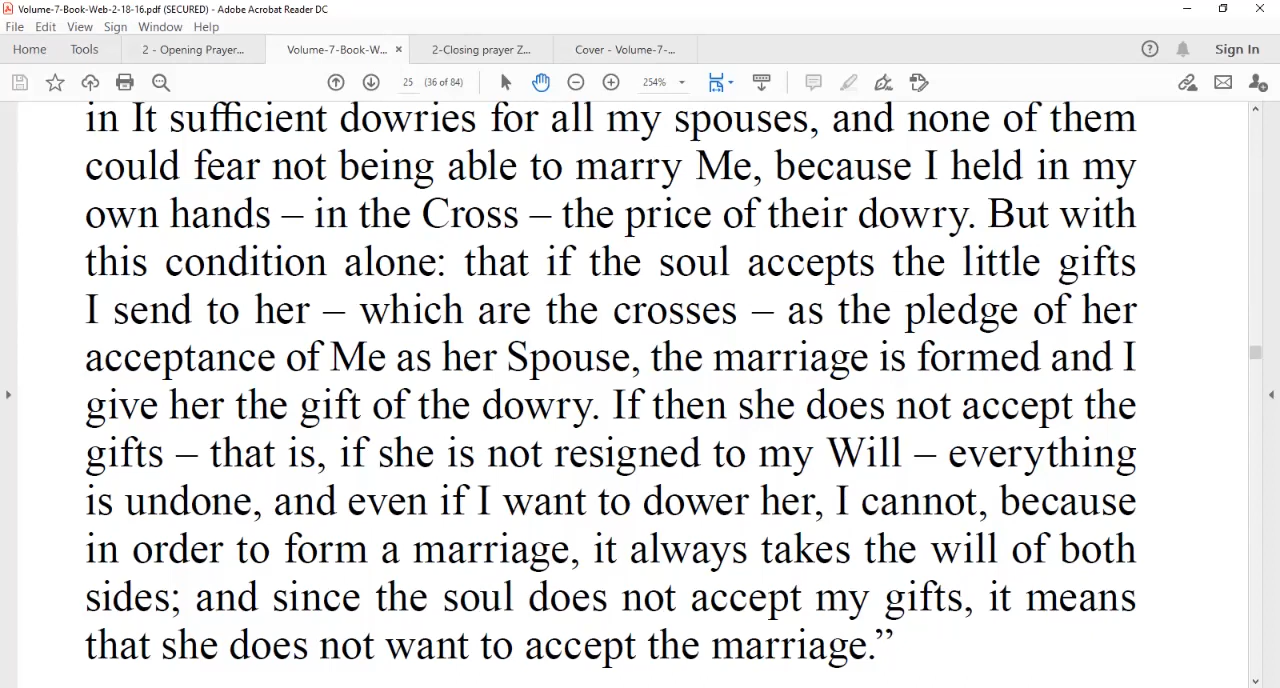 Volume-7-Book-Web-2-18-16.pdf (SECURED) - Adobe Acrobat Reader DC
File Edit View Sign Window Help
Home Tools 2 - Opening Prayer... Volume-7-Book-W... × 2-Closing prayer Z... Cover - Volume-7-... Sign In
25 (36 of 84) 254%
in It sufficient dowries for all my spouses, and none of them
could fear not being able to marry Me, because I held in my
own hands – in the Cross – the price of their dowry. But with
this condition alone: that if the soul accepts the little gifts
I send to her – which are the crosses – as the pledge of her
acceptance of Me as her Spouse, the marriage is formed and I
give her the gift of the dowry. If then she does not accept the
gifts – that is, if she is not resigned to my Will – everything
is undone, and even if I want to dower her, I cannot, because
in order to form a marriage, it always takes the will of both
sides; and since the soul does not accept my gifts, it means
that she does not want to accept the marriage.”